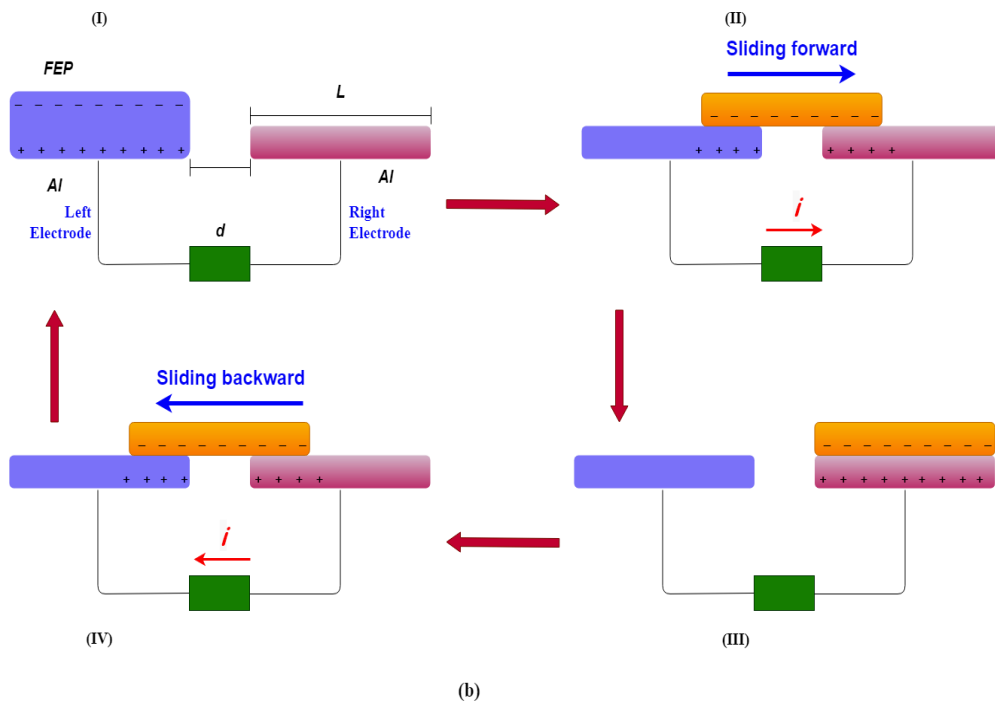 (I)
FEP
– – – – – – – – –
L
+ + + + + + + + +
Al
Al
Left
Electrode
Right
Electrode
d
(II)
Sliding forward
– – – – – – – – –
+ + + +
+ + + +
i
Sliding backward
– – – – – – – – –
+ + + +
+ + + +
i
(IV)
– – – – – – – – –
+ + + + + + + + +
(III)
(b)